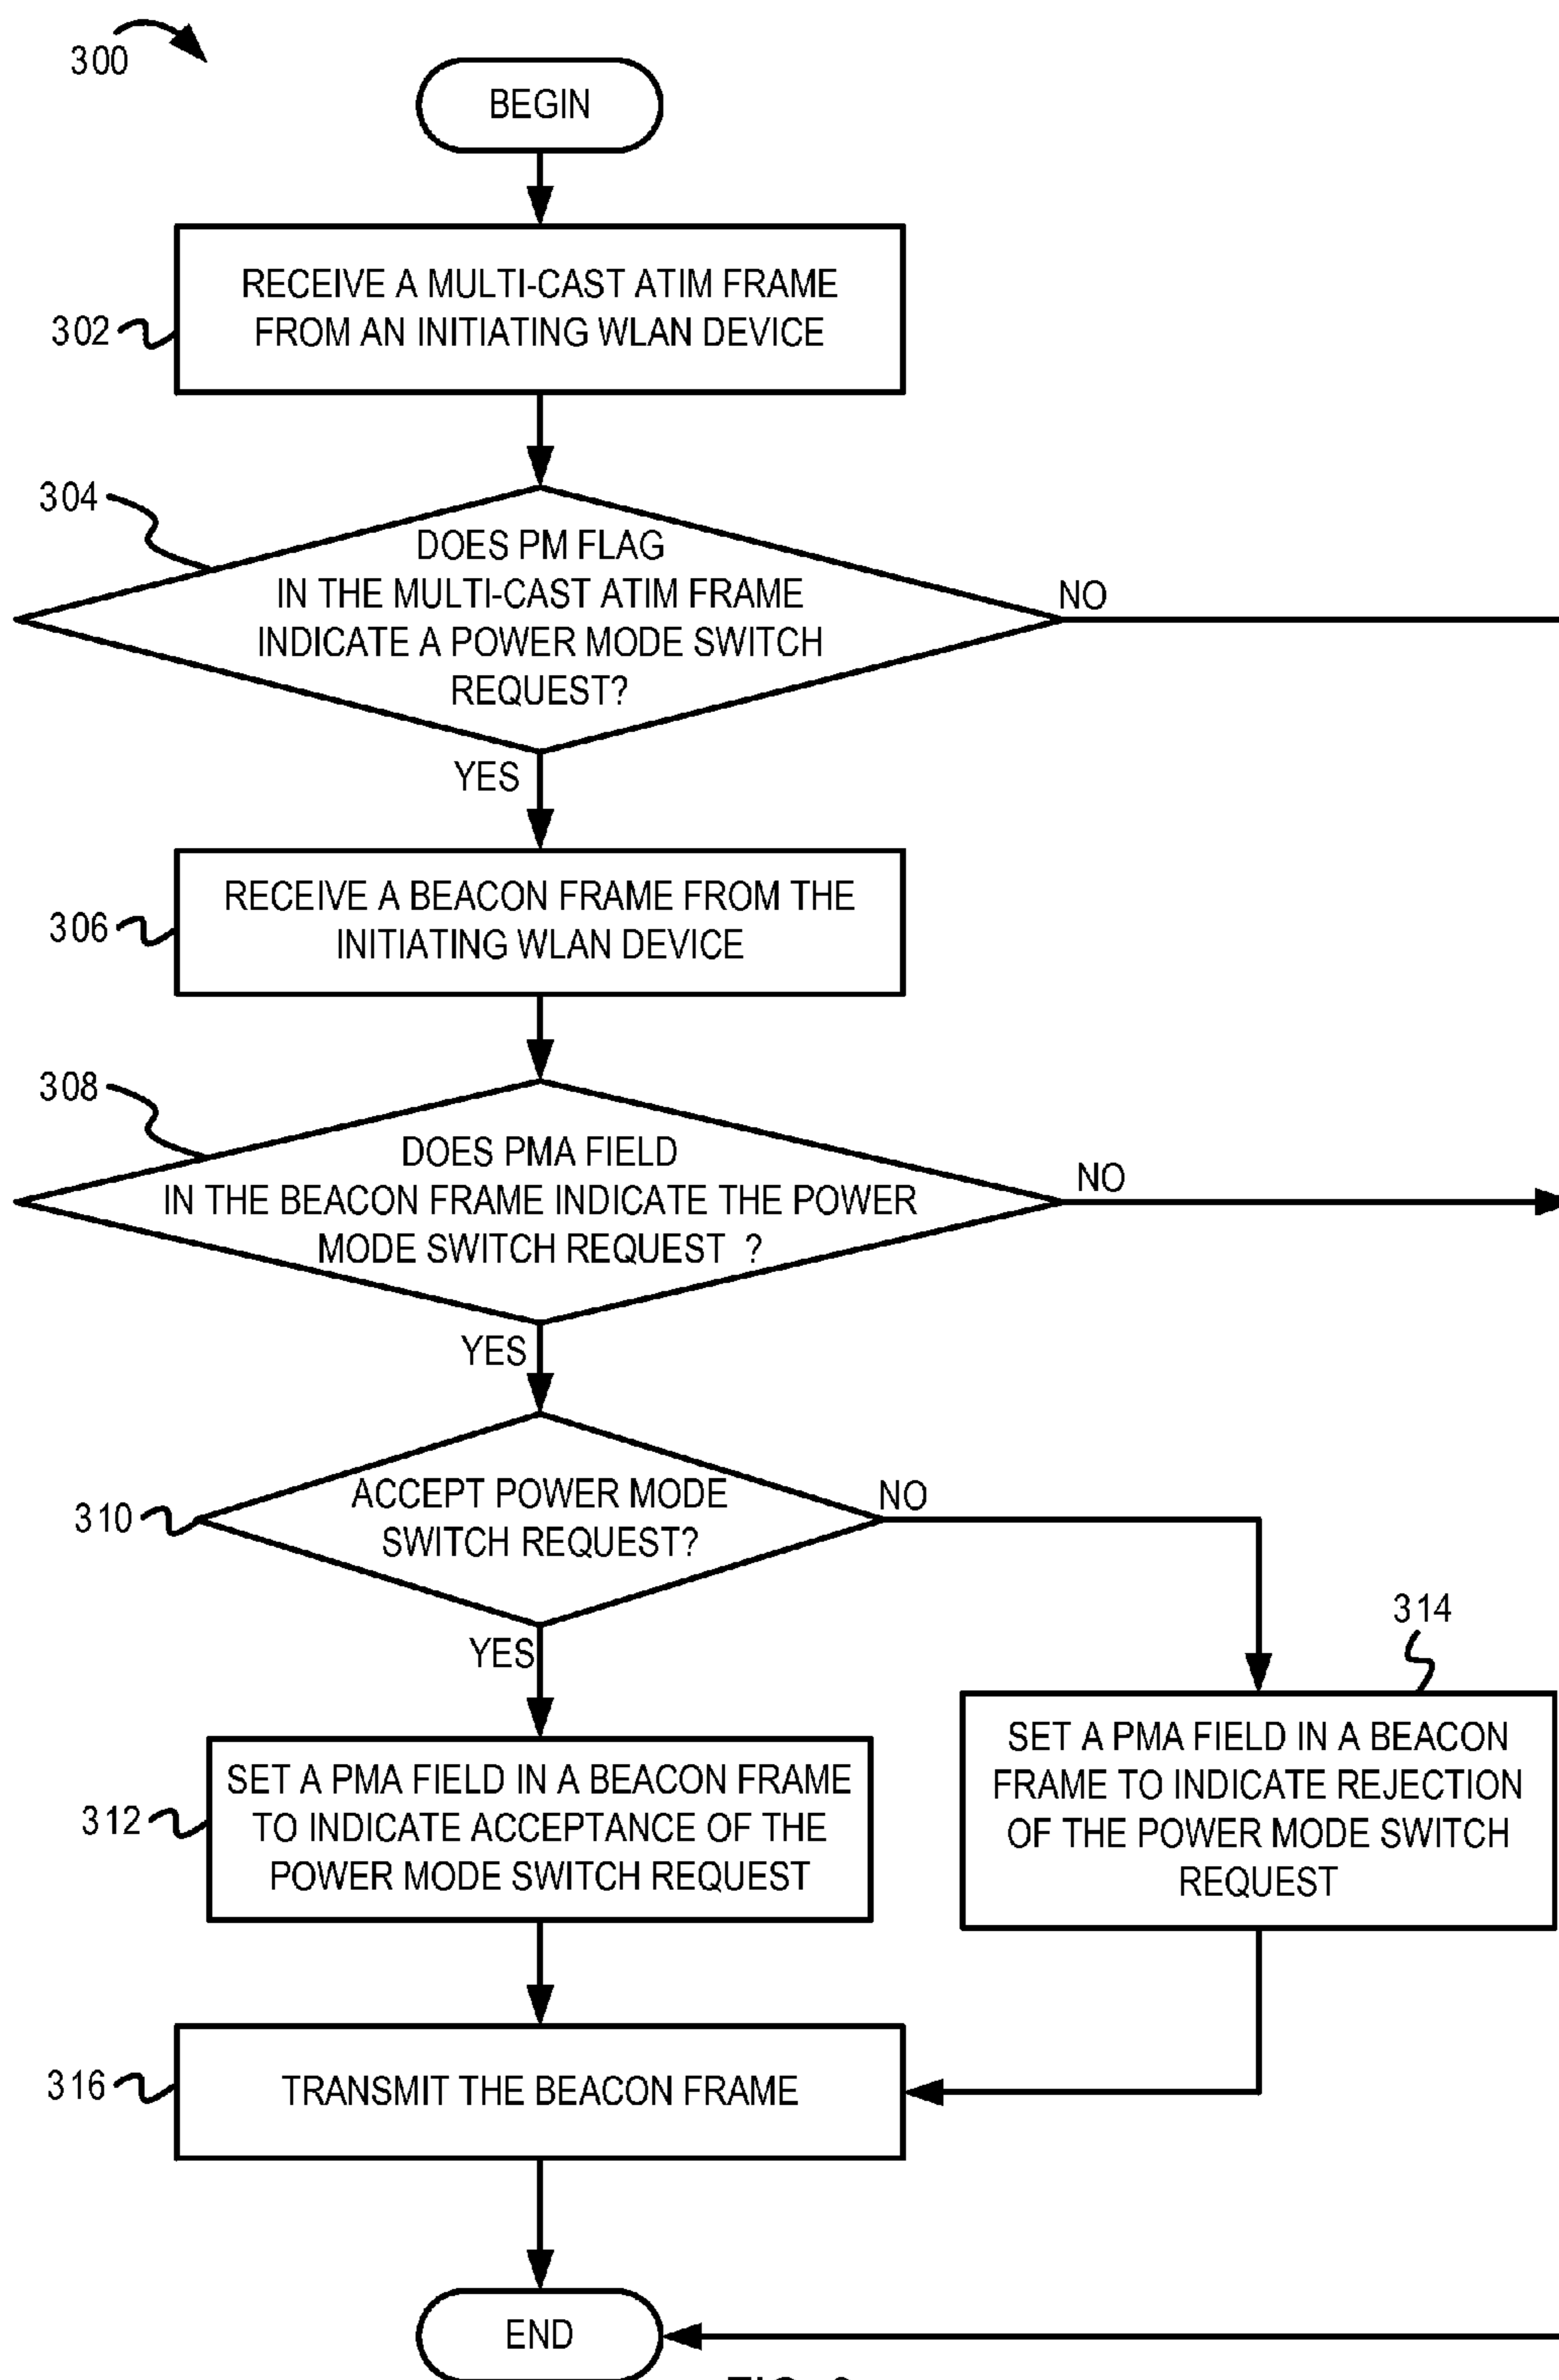 300
BEGIN
RECEIVE A MULTI-CAST ATIM FRAME
FROM AN INITIATING WLAN DEVICE
302
304
DOES PM FLAG
IN THE MULTI-CAST ATIM FRAME
INDICATE A POWER MODE SWITCH
REQUEST?
NO
YES
RECEIVE A BEACON FRAME FROM THE
INITIATING WLAN DEVICE
306
308
DOES PMA FIELD
IN THE BEACON FRAME INDICATE THE POWER
MODE SWITCH REQUEST ?
NO
YES
ACCEPT POWER MODE
SWITCH REQUEST?
310
NO
YES
314
SET A PMA FIELD IN A BEACON FRAME
TO INDICATE ACCEPTANCE OF THE
POWER MODE SWITCH REQUEST
312
SET A PMA FIELD IN A BEACON
FRAME TO INDICATE REJECTION
OF THE POWER MODE SWITCH
REQUEST
316
TRANSMIT THE BEACON FRAME
END